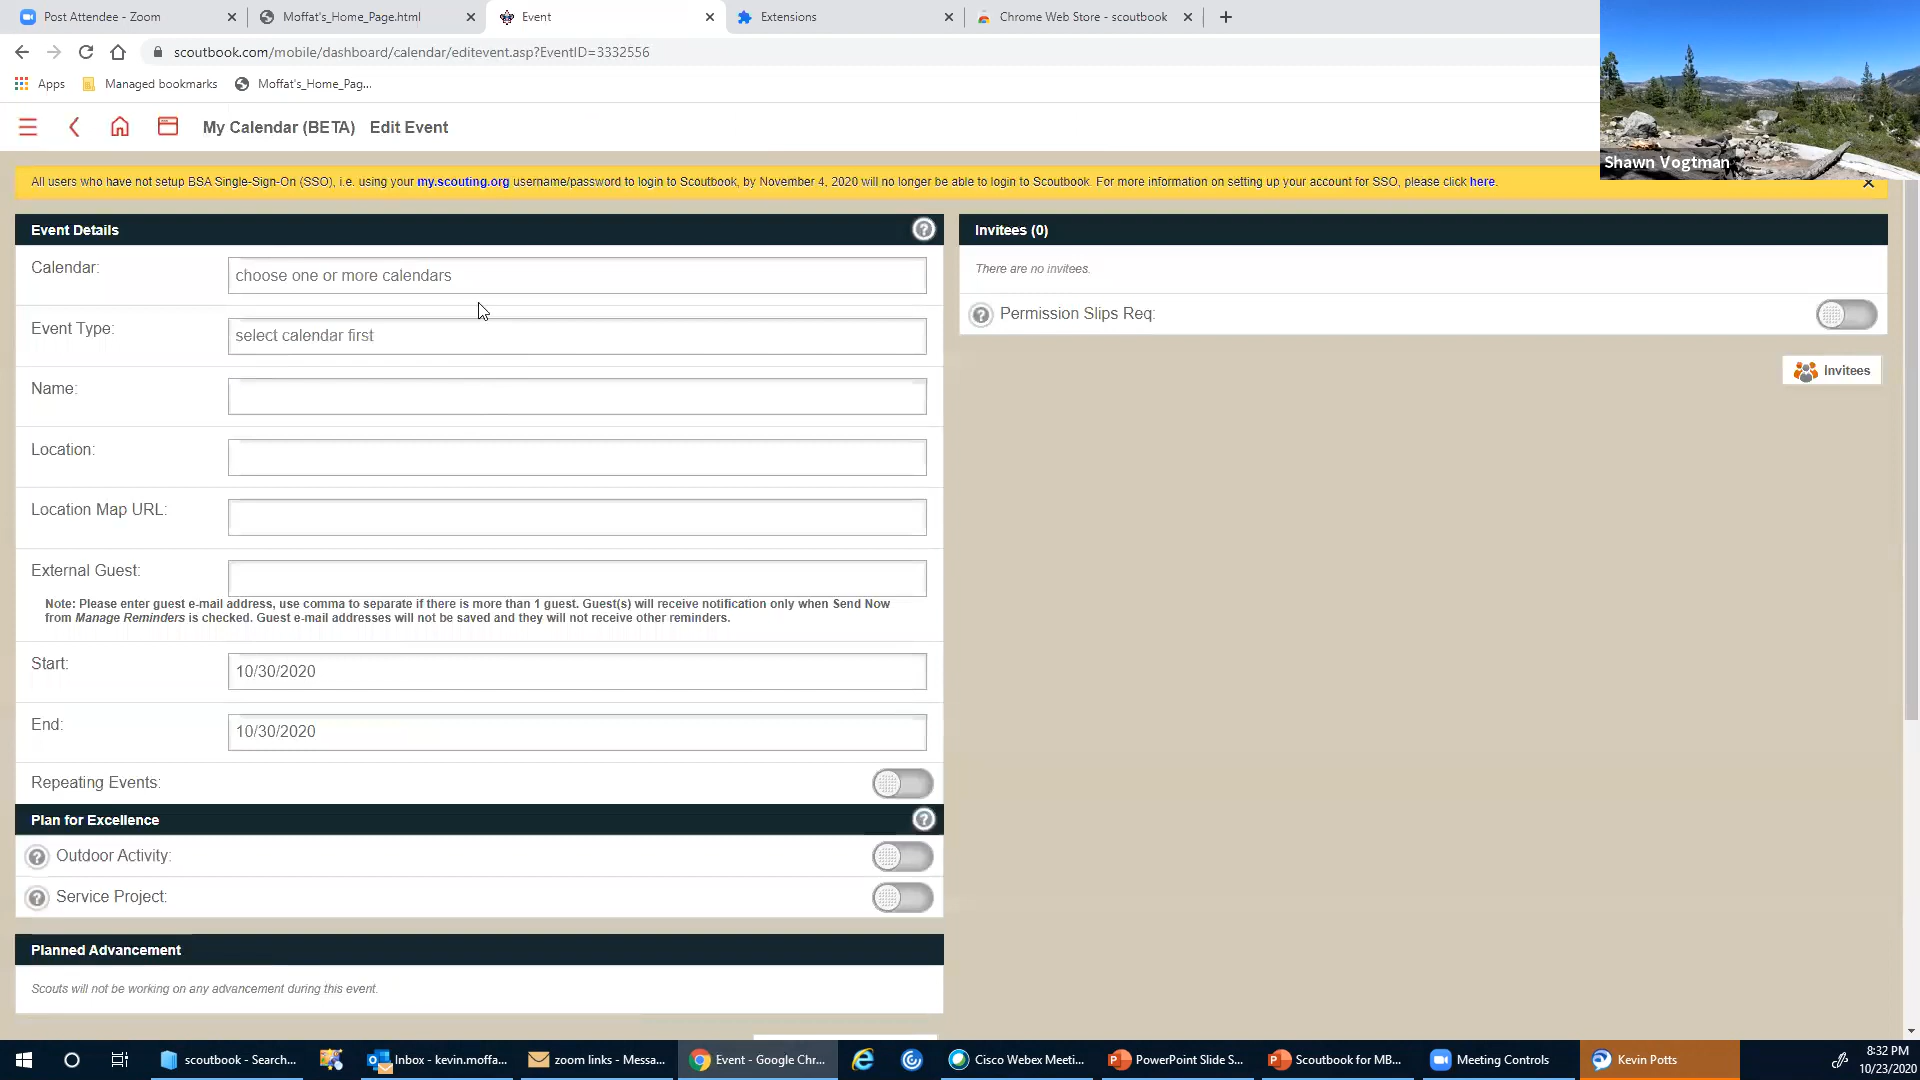 Post Attendee - Zoom
Moffat's_Home_Page.html
Event
Extensions
Chrome Web Store - scoutbook
scoutbook.com/mobile/dashboard/calendar/editevent.asp?EventID=3332556
Apps
Managed bookmarks
Moffat's_Home_Pag...
My Calendar (BETA) Edit Event
Shawn Vogtman
All users who have not setup BSA Single-Sign-On (SSO), i.e. using your my.scouting.org username/password to login to Scoutbook, by November 4, 2020 will no longer be able to login to Scoutbook. For more information on setting up your account for SSO, please click here.
Event Details
Calendar:
choose one or more calendars
Event Type:
select calendar first
Name:
Location:
Location Map URL:
External Guest:
Note: Please enter guest e-mail address, use comma to separate if there is more than 1 guest. Guest(s) will receive notification only when Send Now
from Manage Reminders is checked. Guest e-mail addresses will not be saved and they will not receive other reminders.
Start:
10/30/2020
End:
10/30/2020
Repeating Events:
Plan for Excellence
Outdoor Activity:
Service Project:
Planned Advancement
Scouts will not be working on any advancement during this event.
Invitees (0)
There are no invitees.
Permission Slips Req:
Invitees
scoutbook - Search...
Inbox - kevin.moffa...
zoom links - Messa...
Event - Google Chr...
Cisco Webex Meeti...
PowerPoint Slide S...
Scoutbook for MB...
Meeting Controls
Kevin Potts
8:32 PM
10/23/2020